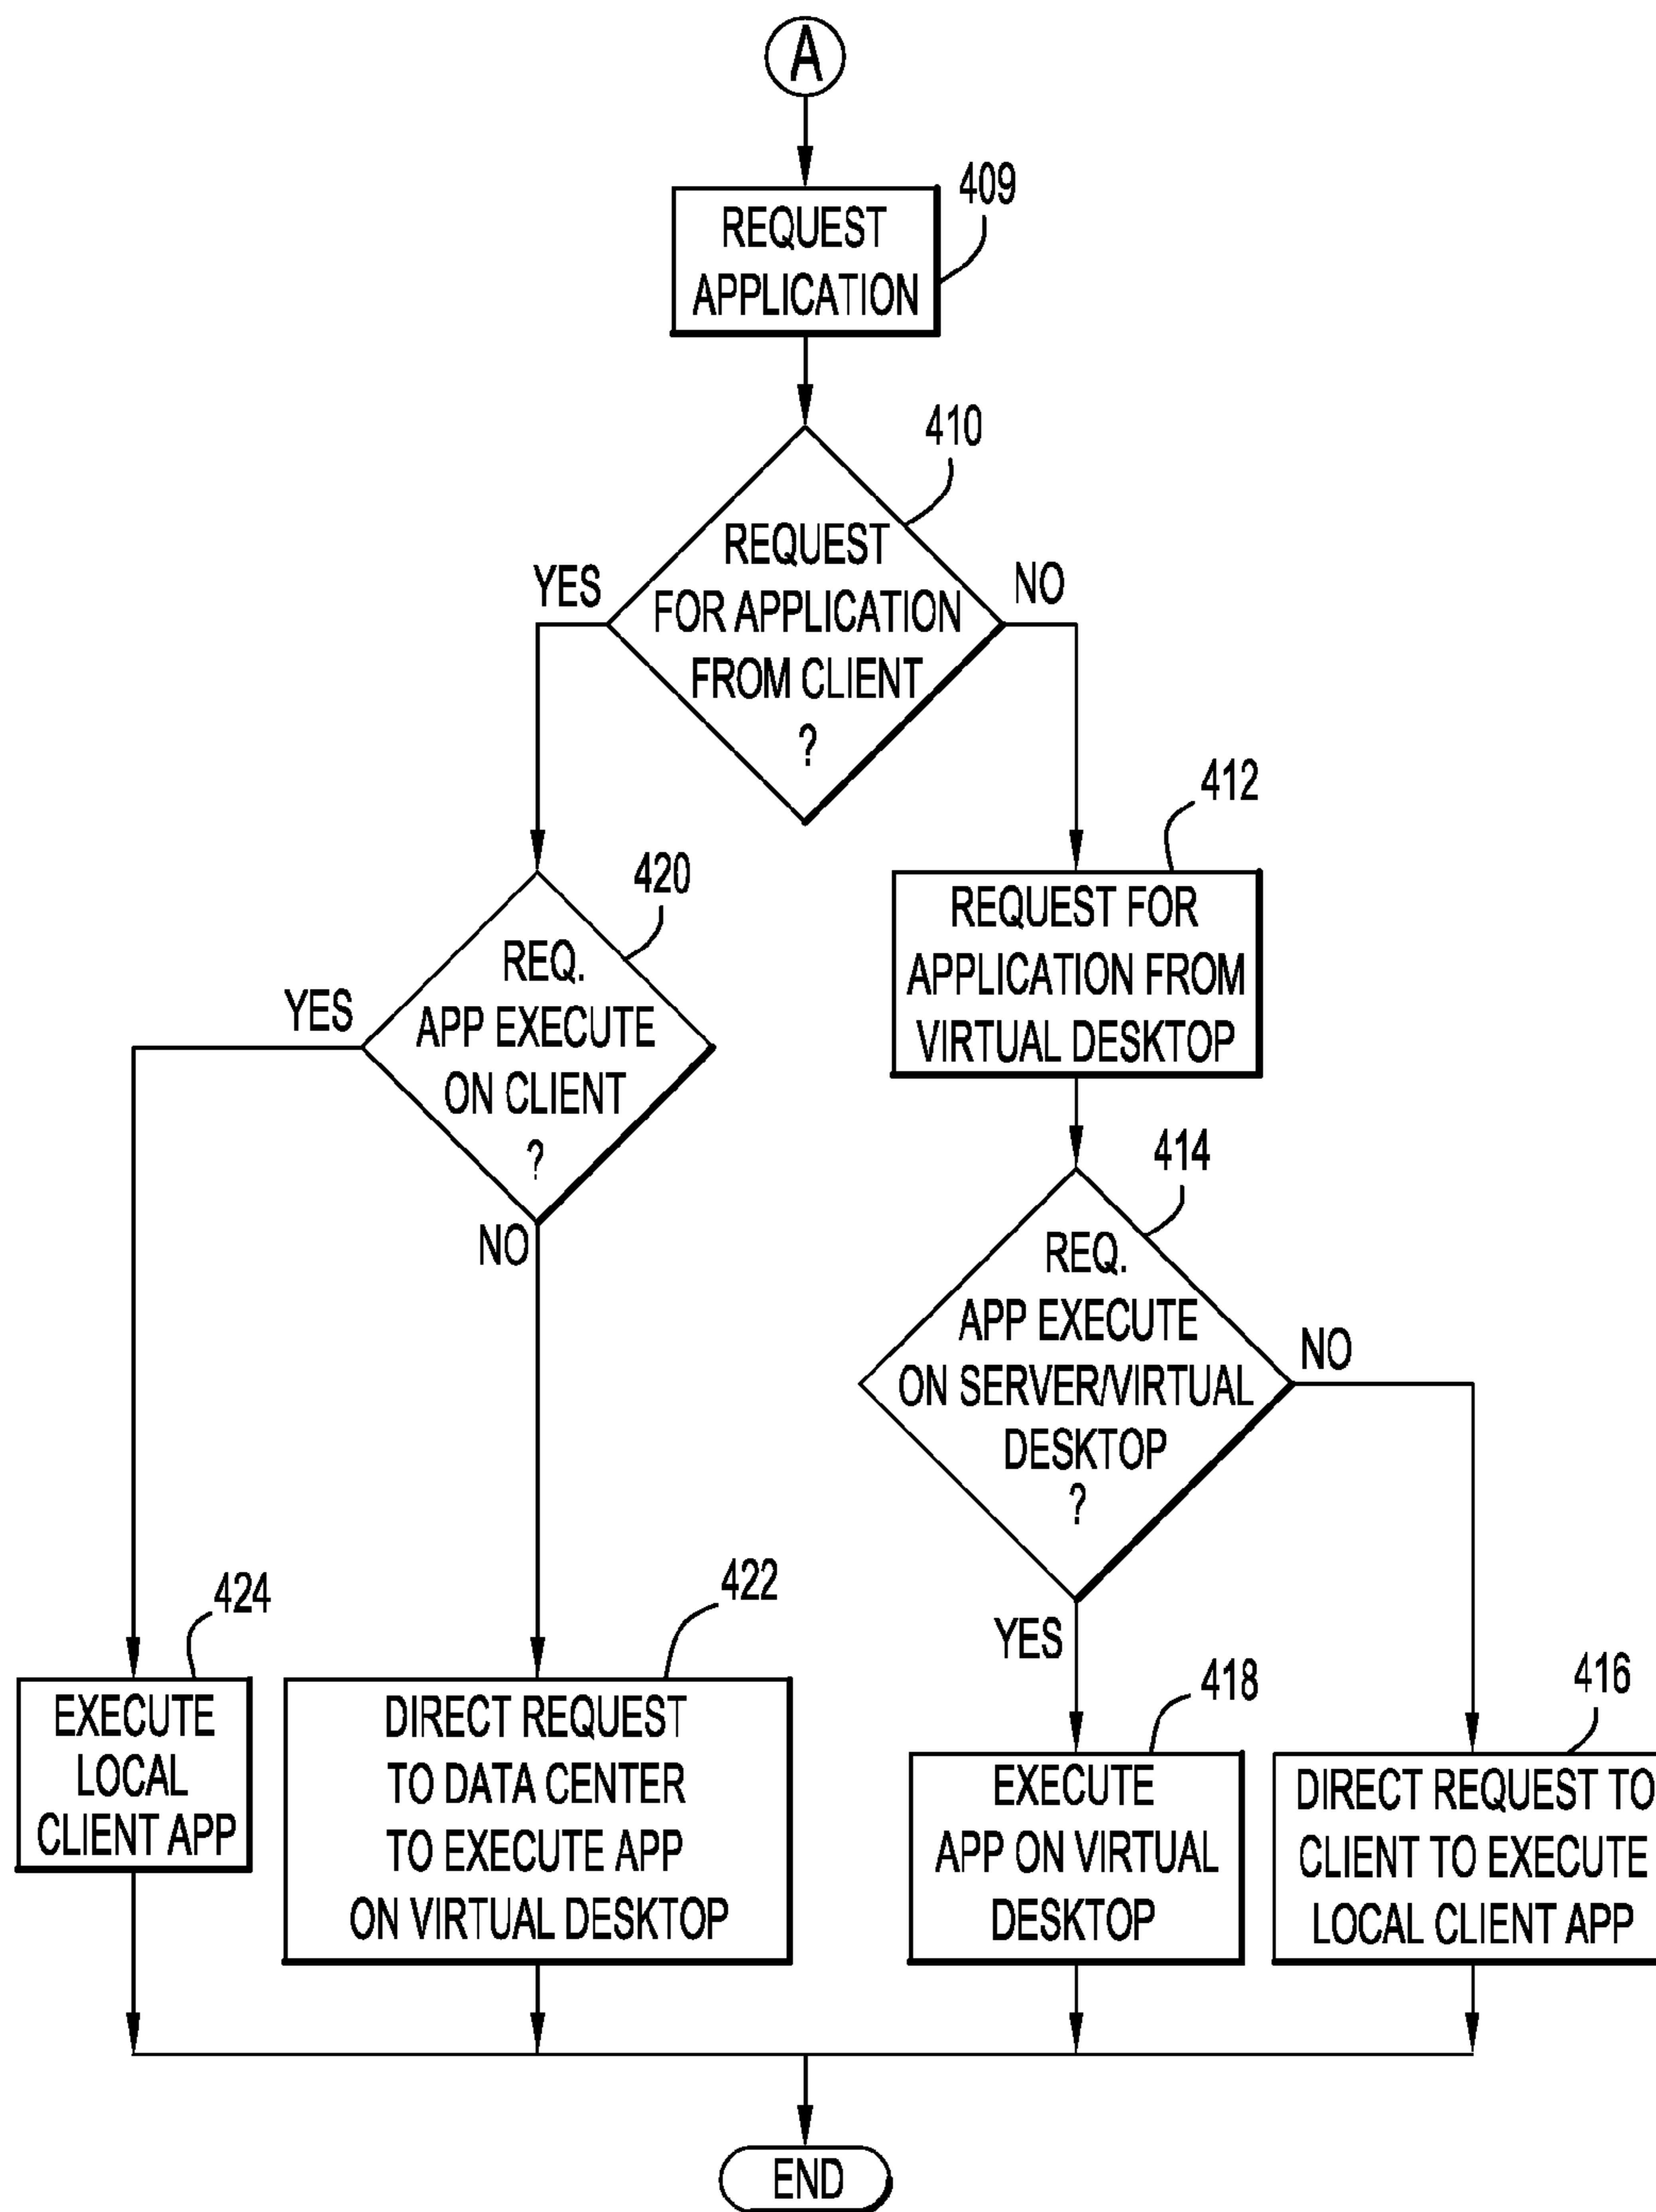 A
409
REQUEST
APPLICATION
410
REQUEST
FOR APPLICATION
FROM CLIENT
?
YES
NO
420
REQ.
APP EXECUTE
ON CLIENT
?
YES
NO
412
REQUEST FOR
APPLICATION FROM
VIRTUAL DESKTOP
414
REQ.
APP EXECUTE
ON SERVER/VIRTUAL
DESKTOP
?
NO
YES
424
EXECUTE
LOCAL
CLIENT APP
422
DIRECT REQUEST
TO DATA CENTER
TO EXECUTE APP
ON VIRTUAL DESKTOP
418
EXECUTE
APP ON VIRTUAL
DESKTOP
416
DIRECT REQUEST TO
CLIENT TO EXECUTE
LOCAL CLIENT APP
END